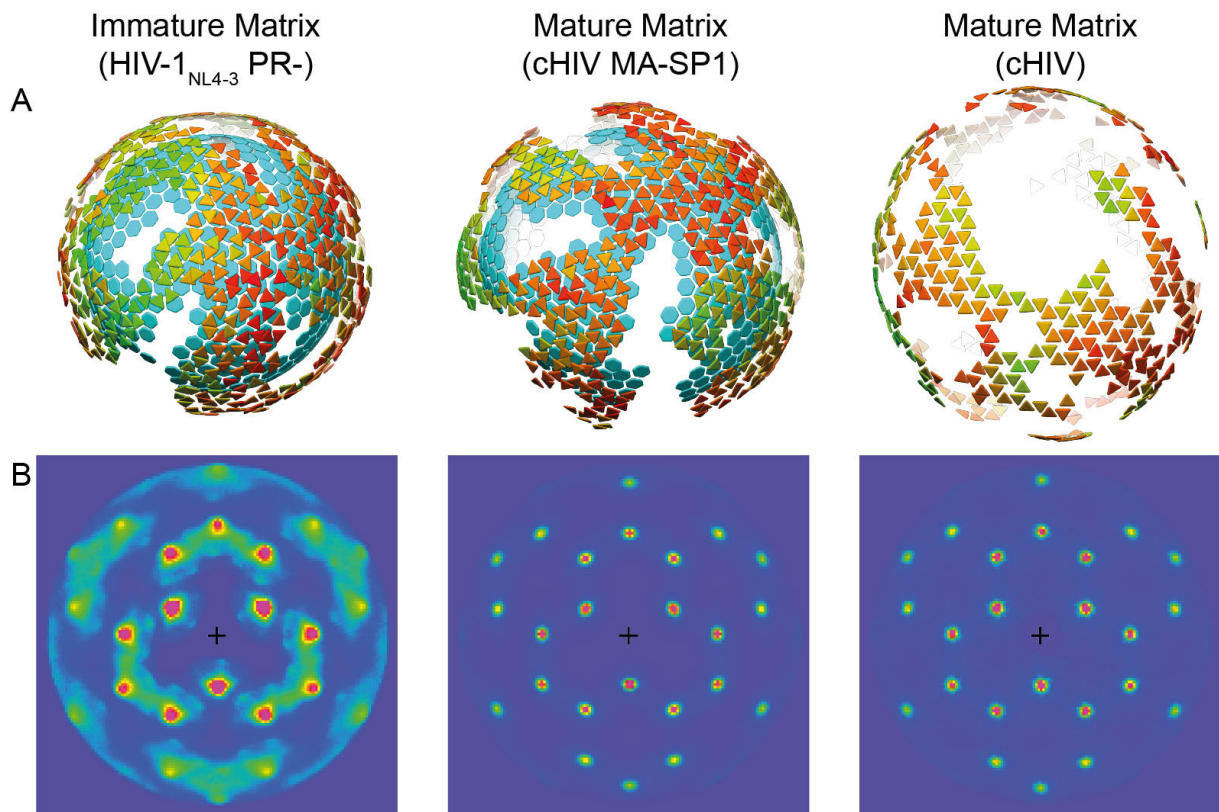 Immature Matrix
(HIV-1NL4-3 PR-)
Mature Matrix
(cHIV MA-SP1)
Mature Matrix
(cHIV)
A
B